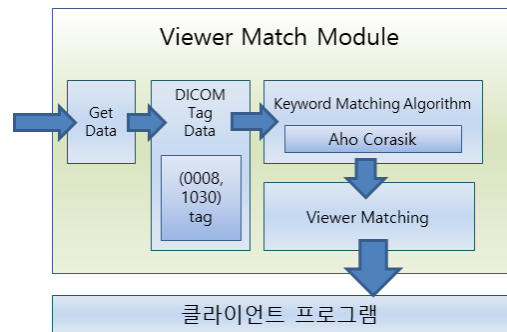 Viewer Match Module
Get
Data
DICOM
Tag
Data
(0008,
1030)
tag
Keyword Matching Algorithm
Aho Corasik
Viewer Matching
클라이언트 프로그램